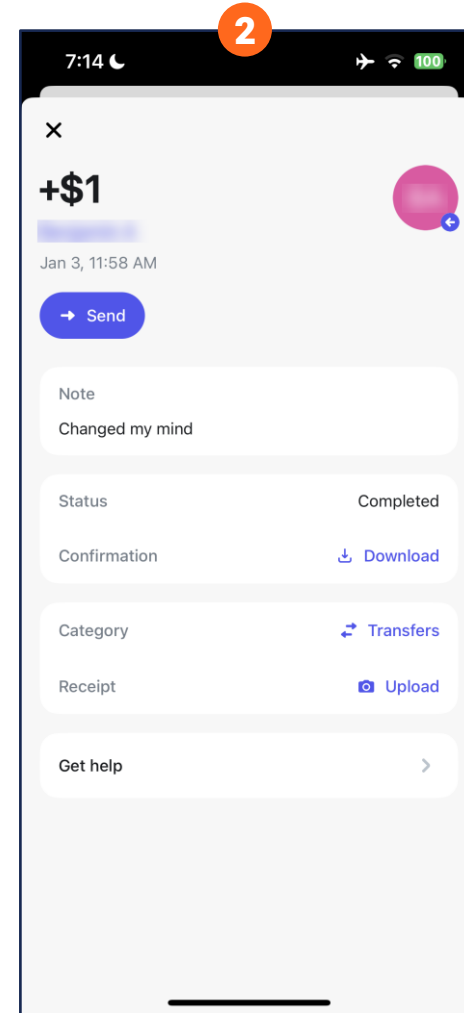 2
7:14
100
+$1
Jan 3, 11:58 AM
Send
Note
Changed my mind
Status Completed
Confirmation Download
Category Transfers
Receipt Upload
Get help